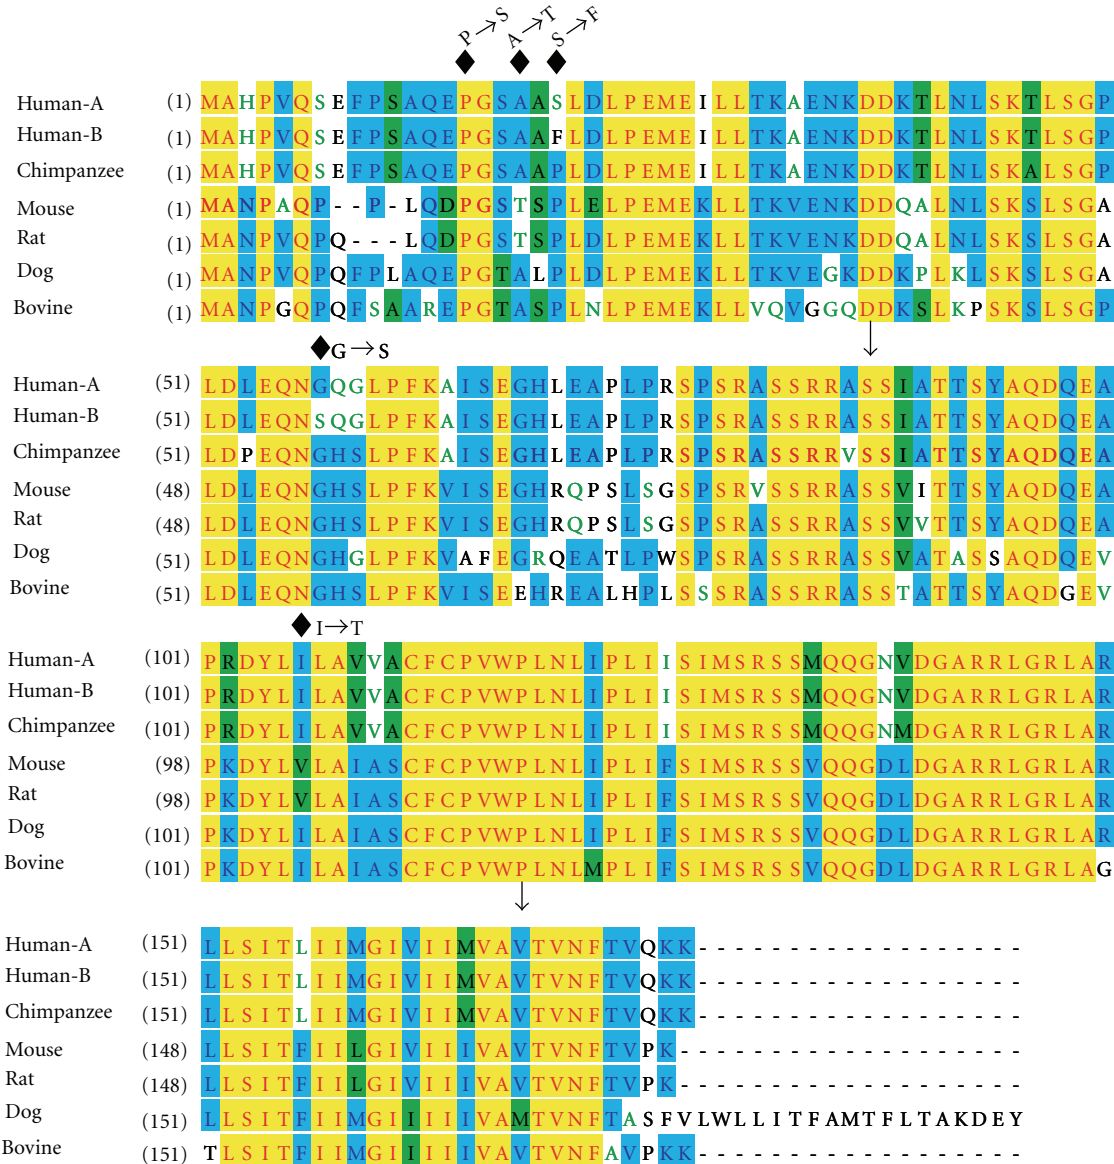 P→S A→T S→F
Human-A (1) MAHPVQSEFPSAQEPGSAASLDLPEMEILLTKAENKDDKTLNLSKTLSGP
Human-B (1) MAHPVQSEFPSAQEPGSAAFLDLPEMEILLTKAENKDDKTLNLSKTLSGP
Chimpanzee (1) MAHPVQSEFPSAQEPGSAAPLDLPEMEILLTKAENKDDKTLNLSKALSGP
Mouse (1) MANPAQP--P-LQDPGSTSPLELPEMEKLLTKVENKDDQALNLSKSLSGA
Rat (1) MANPVQPQ---LQDPGSTSPLDLPEMEKLLTKVENKDDQALNLSKSLSGA
Dog (1) MANPVQPQFPLAQEPGTALPLDLPEMEKLLTKVEGKDDKPLKLSKSLSGA
Bovine (1) MANPGQPQFSAAREPGTASPLNLPEMEKLLVQVGGQDDKSLKPSKSLSGP
G→S
Human-A (51) LDLEQNGQGLPFKAISEGHLEAPLPRSPSRASSRRASSIATTSYAQDQEA
Human-B (51) LDLEQNSQGLPFKAISEGHLEAPLPRSPSRASSRRASSIATTSYAQDQEA
Chimpanzee (51) LDPEQNGHSLPFKAISEGHLEAPLPRSPSRASSRRVSSIATTSYAQDQEA
Mouse (48) LDLEQNGHSLPFKVISEGHRQPSLSGSPSRVSSRRASSVITTSYAQDQEA
Rat (48) LDLEQNGHSLPFKVISEGHRQPSLSGSPSRASSRRASSVVTTSYAQDQEA
Dog (51) LDLEQNGHGLPFKVAFEGRQEATLPWSPSRASSRRASSVATASSAQDQEV
Bovine (51) LDLEQNGHSLPFKVISEEHREALHPLSSSRASSRRASSTATTSYAQDGEV
I→T
Human-A (101) PRDYLILAVVACFCPVWPLNLIPLIISIMSRSSMQQGNVDGARRLGRLAR
Human-B (101) PRDYLILAVVACFCPVWPLNLIPLIISIMSRSSMQQGNVDGARRLGRLAR
Chimpanzee (101) PRDYLILAVVACFCPVWPLNLIPLIISIMSRSSMQQGNMDGARRLGRLAR
Mouse (98) PKDYLVLAIASCFCPVWPLNLIPLIFSIMSRSSVQQGDLDGARRLGRLAR
Rat (98) PKDYLVLAIASCFCPVWPLNLIPLIFSIMSRSSVQQGDLDGARRLGRLAR
Dog (101) PKDYLILAIASCFCPVWPLNLIPLIFSIMSRSSVQQGDLDGARRLGRLAR
Bovine (101) PKDYLILAIASCFCPVWPLNLMPLIFSIMSRSSVQQGDLDGARRLGRLAG
Human-A (151) LLSITLIIMGIVIIMVAVTVNFTVQKK------------------
Human-B (151) LLSITLIIMGIVIIMVAVTVNFTVQKK------------------
Chimpanzee (151) LLSITLIIMGIVIIMVAVTVNFTVQKK------------------
Mouse (148) LLSITFIILGIVIIIVAVTVNFTVPK-------------------
Rat (148) LLSITFIILGIVIIIVAVTVNFTVPK-------------------
Dog (151) LLSITFIIMGIIIIIVAMTVNFTASFVLWLLITFAMTFLTAKDEY
Bovine (151) TLSITFIIMGIIIIIVAVTVNFAVPKK------------------